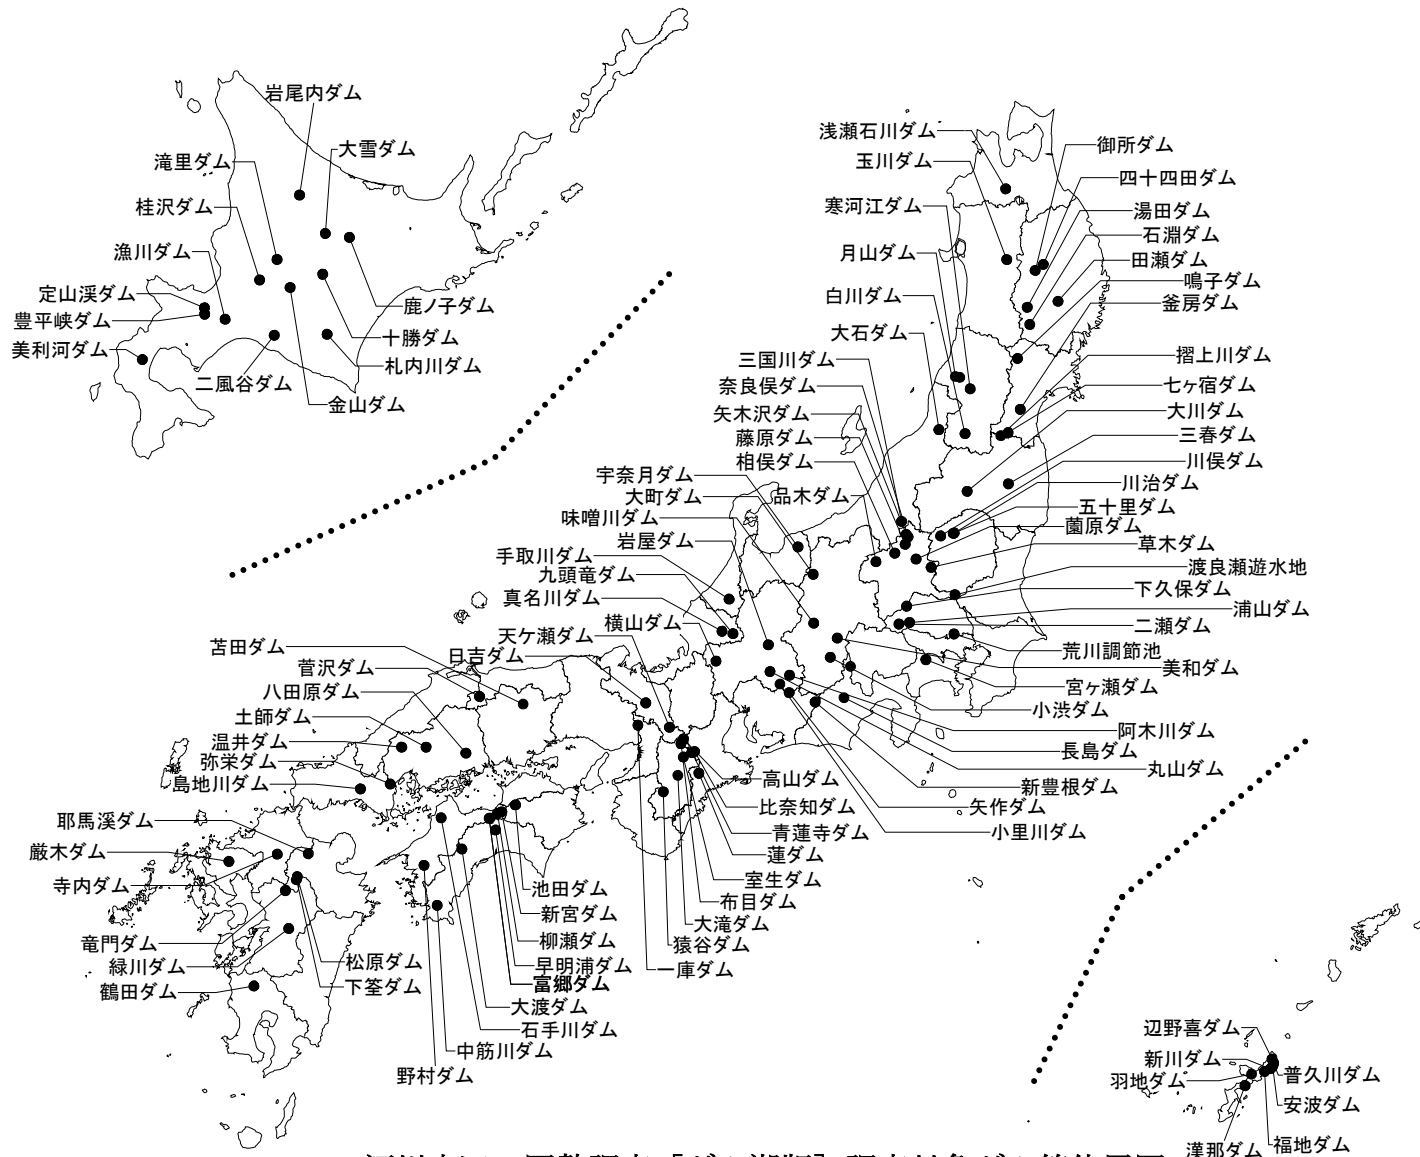 岩尾内ダム
大雪ダム
滝里ダム
桂沢ダム
漁川ダム
定山渓ダム
豊平峡ダム
美利河ダム
鹿ノ子ダム
十勝ダム
札内川ダム
二風谷ダム
金山ダム
浅瀬石川ダム
玉川ダム
寒河江ダム
月山ダム
白川ダム
大石ダム
三国川ダム
奈良俣ダム
矢木沢ダム
藤原ダム
相俣ダム
品木ダム
御所ダム
四十四田ダム
湯田ダム
石淵ダム
田瀬ダム
鳴子ダム
釜房ダム
摺上川ダム
七ヶ宿ダム
大川ダム
三春ダム
川俣ダム
川治ダム
五十里ダム
薗原ダム
草木ダム
渡良瀬遊水地
下久保ダム
浦山ダム
二瀬ダム
荒川調節池
美和ダム
宮ヶ瀬ダム
小渋ダム
阿木川ダム
長島ダム
丸山ダム
新豊根ダム
矢作ダム
小里川ダム
宇奈月ダム
大町ダム
味噌川ダム
岩屋ダム
手取川ダム
九頭竜ダム
真名川ダム
横山ダム
天ケ瀬ダム
日吉ダム
苫田ダム
菅沢ダム
八田原ダム
土師ダム
温井ダム
弥栄ダム
島地川ダム
耶馬溪ダム
厳木ダム
寺内ダム
竜門ダム
緑川ダム
鶴田ダム
松原ダム
下筌ダム
高山ダム
比奈知ダム
青蓮寺ダム
蓮ダム
室生ダム
布目ダム
大滝ダム
猿谷ダム
一庫ダム
池田ダム
新宮ダム
柳瀬ダム
早明浦ダム
富郷ダム
大渡ダム
石手川ダム
中筋川ダム
野村ダム
辺野喜ダム
新川ダム
羽地ダム
普久川ダム
安波ダム
福地ダム
漢那ダム